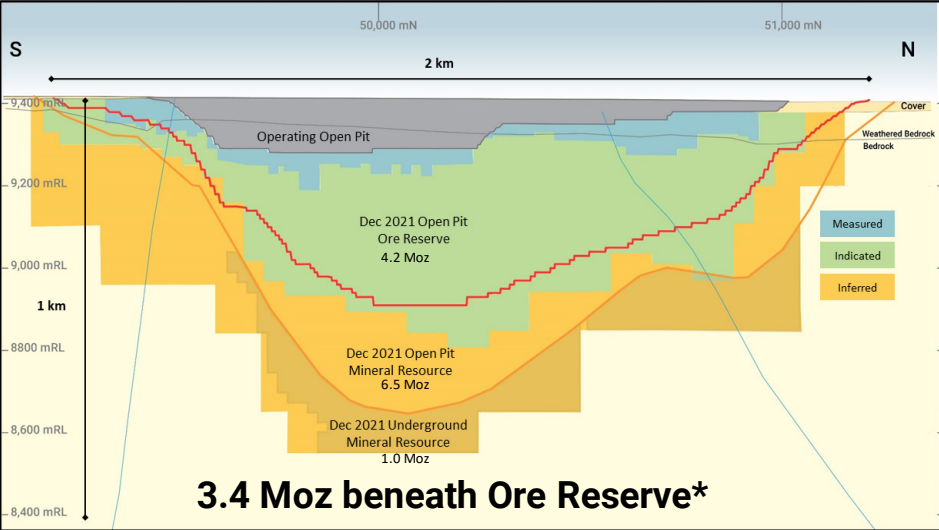 50,000 mN
51,000 mN
S
N
2 km
9,400 mRL
Cover
Operating Open Pit
Weathered Bedrock
Bedrock
9,200 mRL
Dec 2021 Open Pit
Ore Reserve
4.2 Moz
Measured
Indicated
Inferred
9,000 mRL
1 km
8800 mRL
Dec 2021 Open Pit
Mineral Resource
6.5 Moz
8,600 mRL
Dec 2021 Underground
Mineral Resource
1.0 Moz
3.4 Moz beneath Ore Reserve*
8,400 mRL